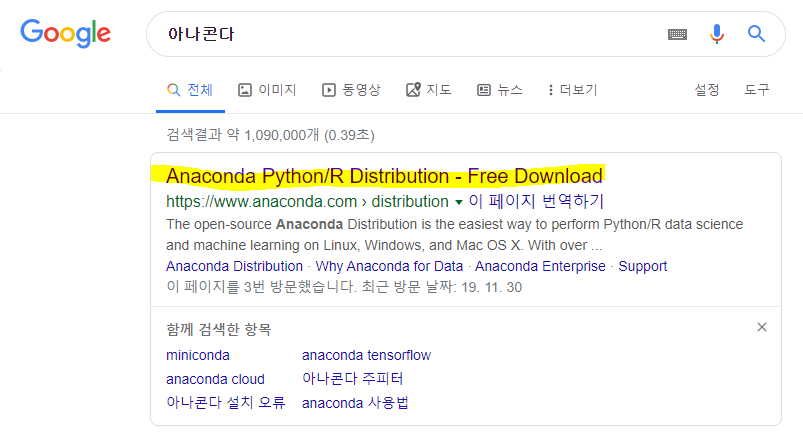 Google
아나콘다
전체 이미지 동영상 지도 뉴스 더보기 설정 도구
검색결과 약 1,090,000개 (0.39초)
Anaconda Python/R Distribution - Free Download
https://www.anaconda.com › distribution ▾ 이 페이지 번역하기
The open-source Anaconda Distribution is the easiest way to perform Python/R data science
and machine learning on Linux, Windows, and Mac OS X. With over ...
Anaconda Distribution · Why Anaconda for Data · Anaconda Enterprise · Support
이 페이지를 3번 방문했습니다. 최근 방문 날짜: 19. 11. 30
함께 검색한 항목
miniconda anaconda tensorflow
anaconda cloud 아나콘다 주피터
아나콘다 설치 오류 anaconda 사용법